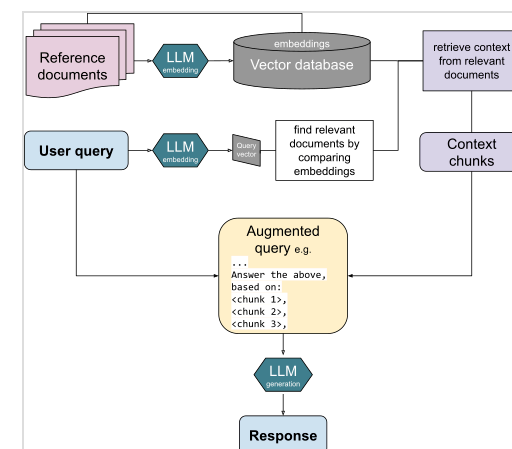 Reference
documents
LLM
embedding
embeddings
Vector database
retrieve context
from relevant
documents
User query
LLM
embedding
Query
vector
find relevant
documents by
comparing
embeddings
Context
chunks
Augmented
query e.g.
...
Answer the above,
based on:
<chunk 1>,
<chunk 2>,
<chunk 3>,
LLM
generation
Response